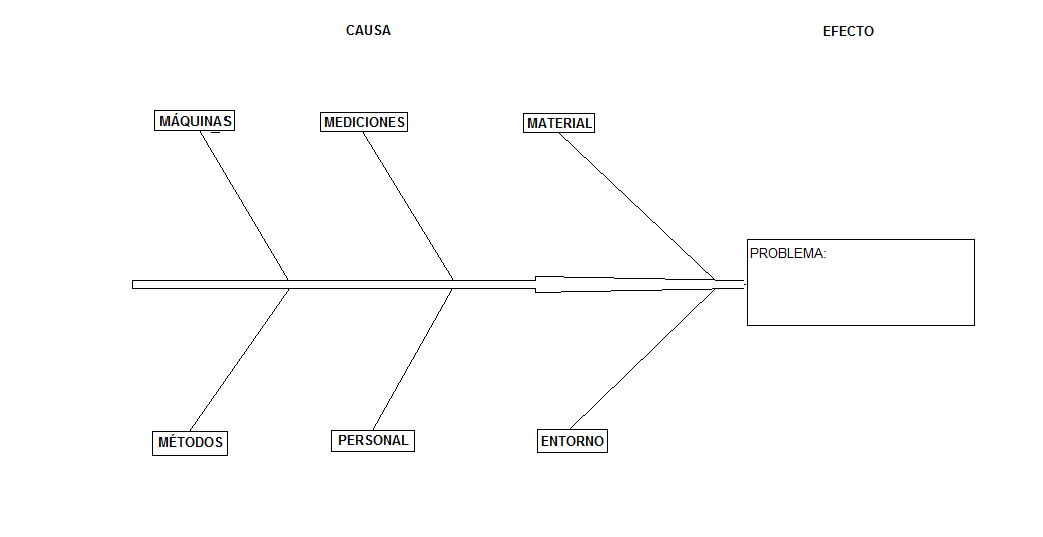 CAUSA
EFECTO
MÁQUINAS
MEDICIONES
MATERIAL
PROBLEMA:
MÉTODOS
PERSONAL
ENTORNO